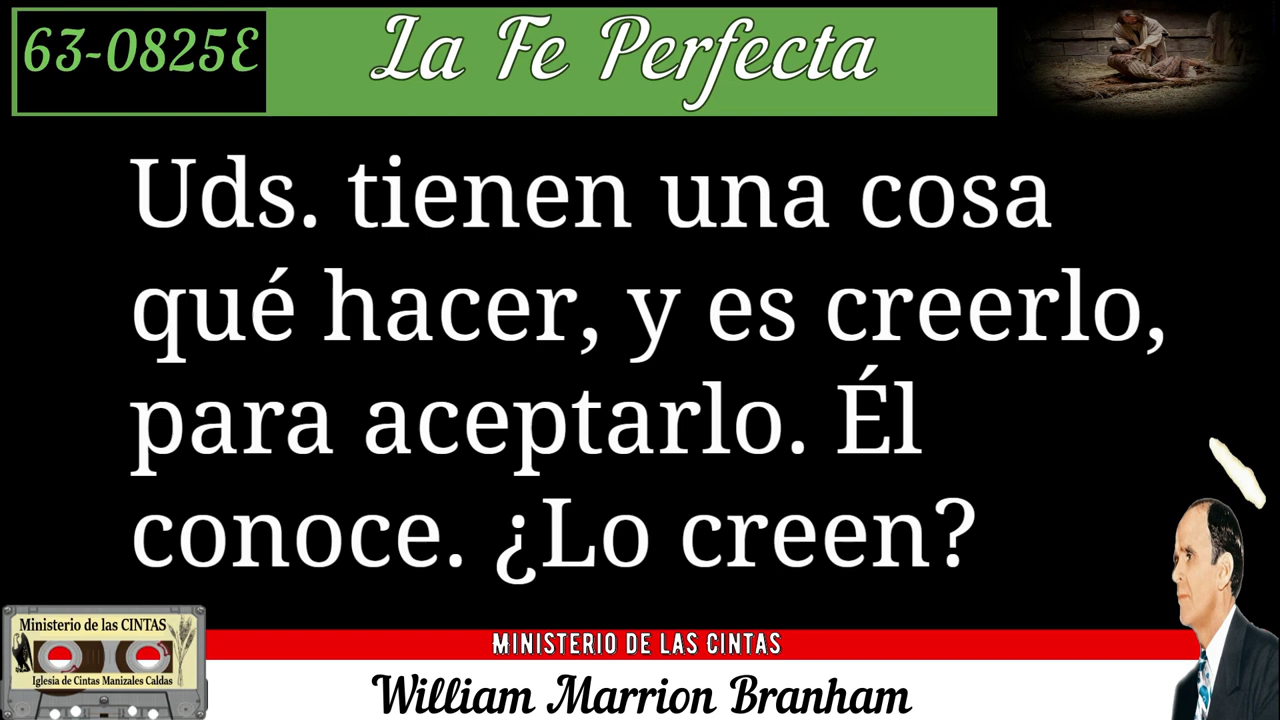 63-0825E
La Fe Perfecta
Uds. tienen una cosa
qué hacer, y es creerlo,
para aceptarlo. Él
conoce. ¿Lo creen?
Ministerio de las CINTAS
Iglesia de Cintas Manizales Caldas
MINISTERIO DE LAS CINTAS
William Marrion Branham